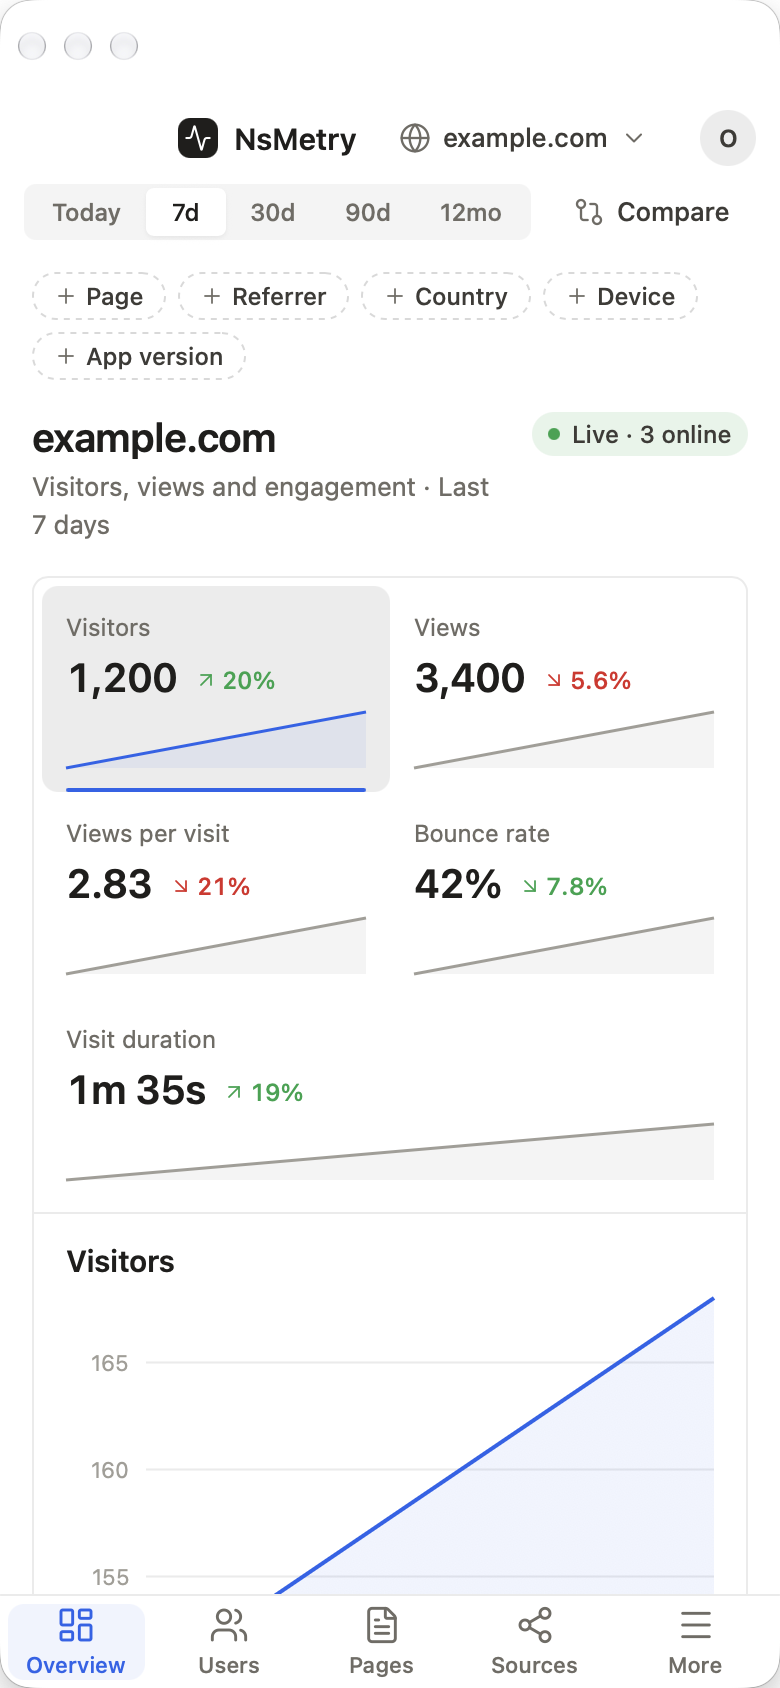 NsMetry
example.com
O
Today 7d 30d 90d 12mo
Compare
Page
Referrer
Country
Device
App version
example.com
Live · 3 online
Visitors, views and engagement · Last
7 days
Visitors
1,200 20%
Views
3,400 5.6%
Views per visit
2.83 21%
Bounce rate
42% 7.8%
Visit duration
1m 35s 19%
Visitors
165
160
155
Overview
Users
Pages
Sources
More